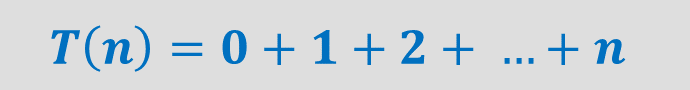 T(n) = 0 + 1 + 2 + ... + n